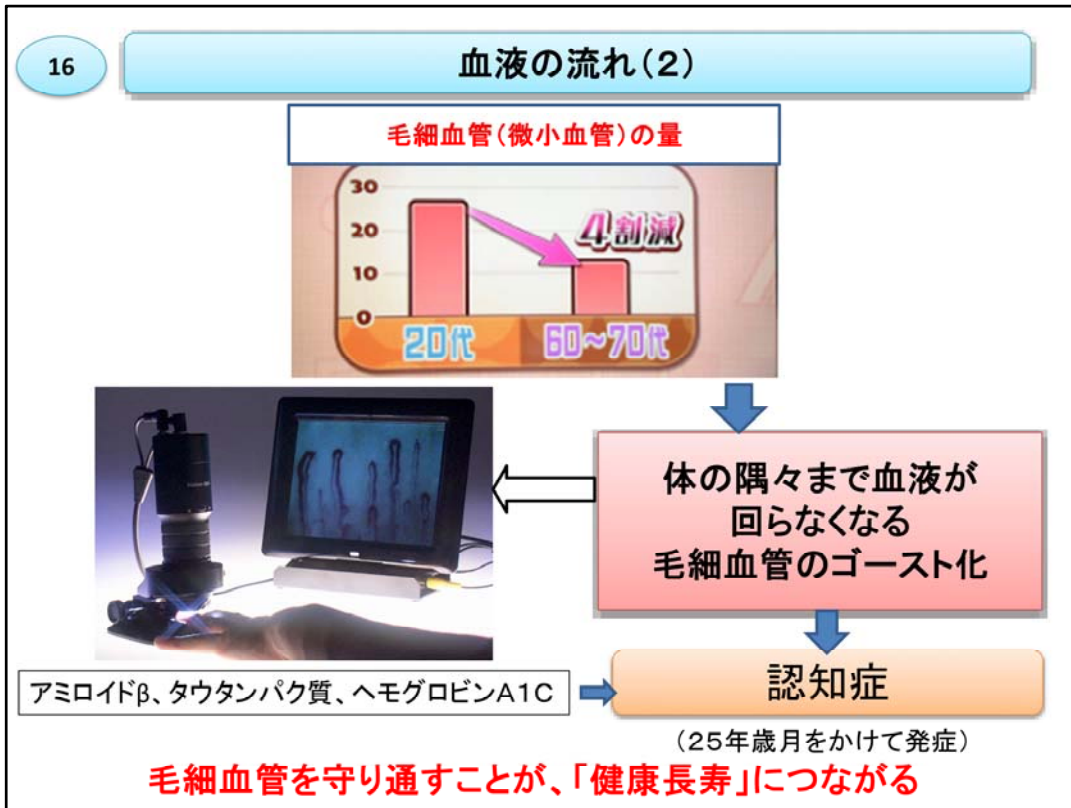 16
血液の流れ(2)
毛細血管(微小血管)の量
30
20
10
0
4割減
20代
60～70代
体の隅々まで血液が
回らなくなる
毛細血管のゴースト化
アミロイドβ、タウタンパク質、ヘモグロビンA1C
認知症
(25年歳月をかけて発症)
毛細血管を守り通すことが、「健康長寿」につながる